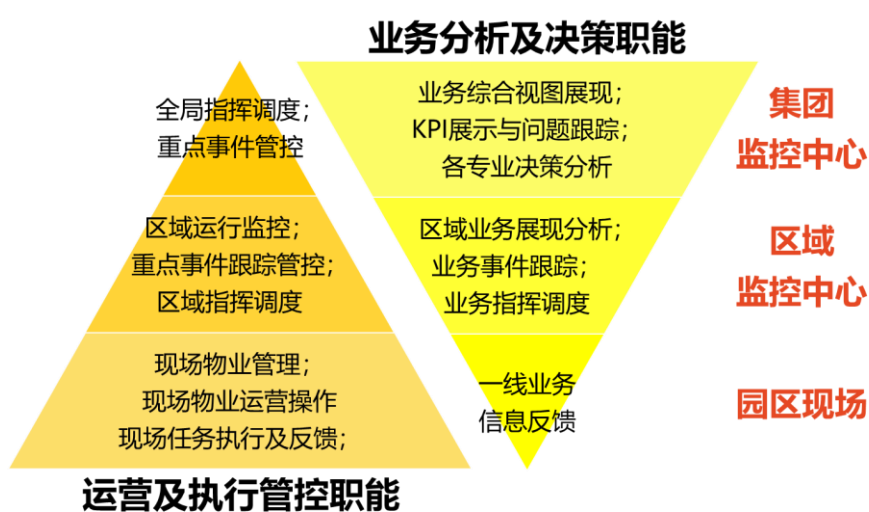 业务分析及决策职能
全局指挥调度；
重点事件管控
业务综合视图展现；
KPI展示与问题跟踪；
各专业决策分析
集团
监控中心
区域运行监控；
重点事件跟踪管控；
区域指挥调度
区域业务展现分析；
业务事件跟踪；
业务指挥调度
区域
监控中心
现场物业管理；
现场物业运营操作
现场任务执行及反馈；
一线业务
信息反馈
园区现场
运营及执行管控职能